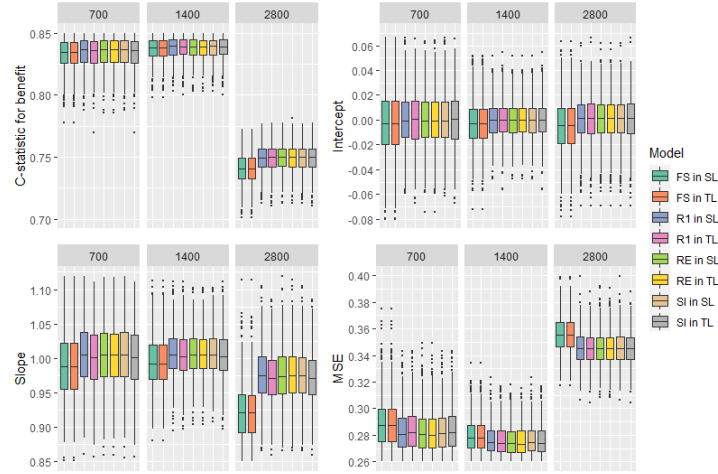 700 1400 2800
C-statistic for benefit
0.85
0.80
0.75
0.70
700 1400 2800
Intercept
0.06
0.04
0.02
0.00
-0.02
-0.04
-0.06
-0.08
700 1400 2800
Slope
1.10
1.05
1.00
0.95
0.90
0.85
700 1400 2800
MSE
0.40
0.38
0.36
0.34
0.32
0.30
0.28
0.26
Model
FS in SL
FS in TL
R1 in SL
R1 in TL
RE in SL
RE in TL
SI in SL
SI in TL